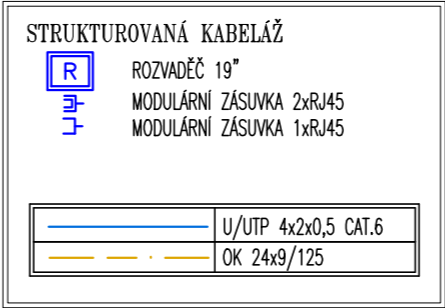 STRUKTUROVANÁ KABELÁŽ
R ROZVADĚČ 19"
MODULÁRNÍ ZÁSUVKA 2xRJ45
MODULÁRNÍ ZÁSUVKA 1xRJ45
U/UTP 4x2x0,5 CAT.6
OK 24x9/125